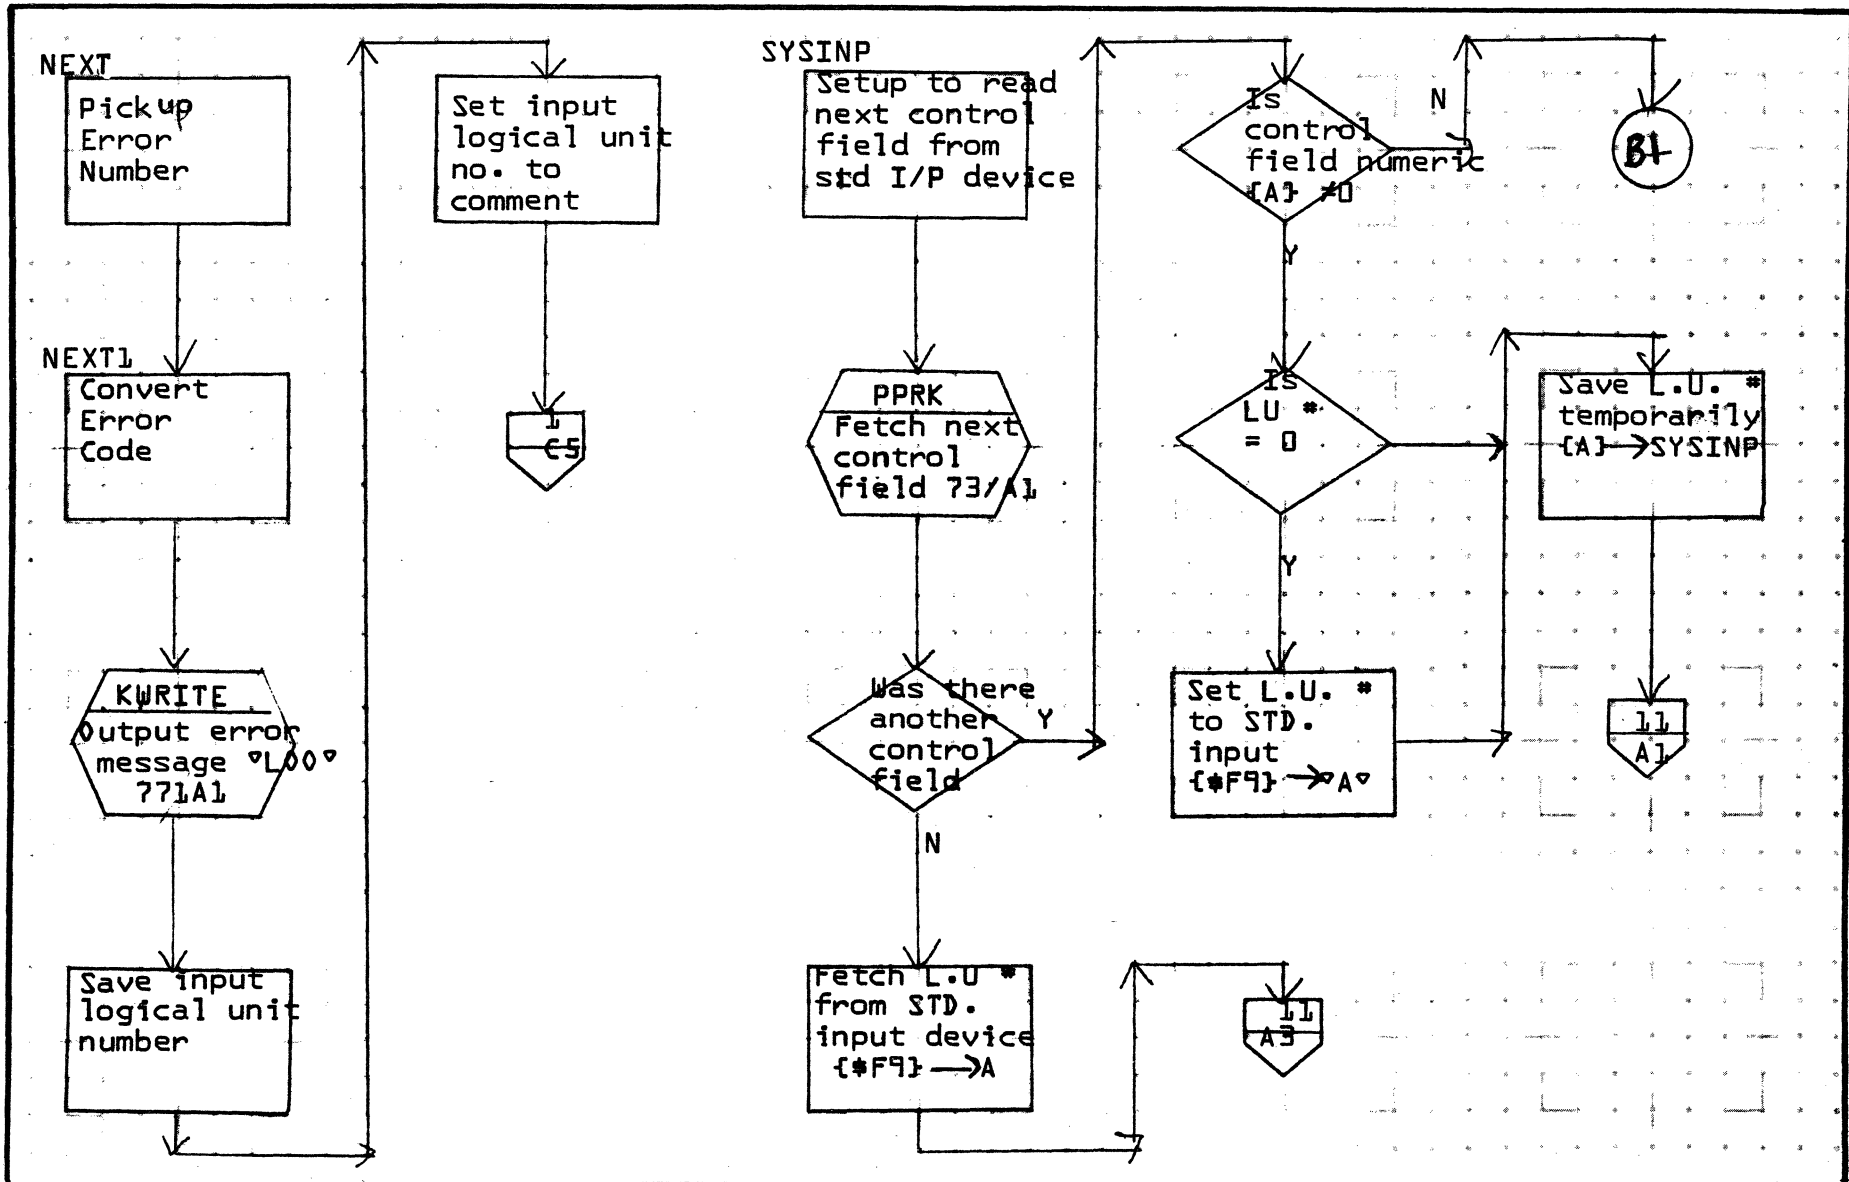 NEXT
Pickup
Error
Number
NEXT1
Convert
Error
Code
KWRITE
Output error
message "L00"
771A1
Save input
logical unit
number
Set input
logical unit
no. to
comment
1
C5
SYSINP
Setup to read
next control
field from
std I/P device
PPRK
Fetch next
control
field 73/A1
Was there
another
control
field
Y
N
Fetch L.U #
from STD.
input device
{$F9}→A
11
A3
Is
control
field numeric
{A} ≠0
N
B1
Y
Is
LU #
= 0
Y
Set L.U. #
to STD.
input
{$F9}→"A"
Save L.U. #
temporarily
{A}→SYSINP
11
A1